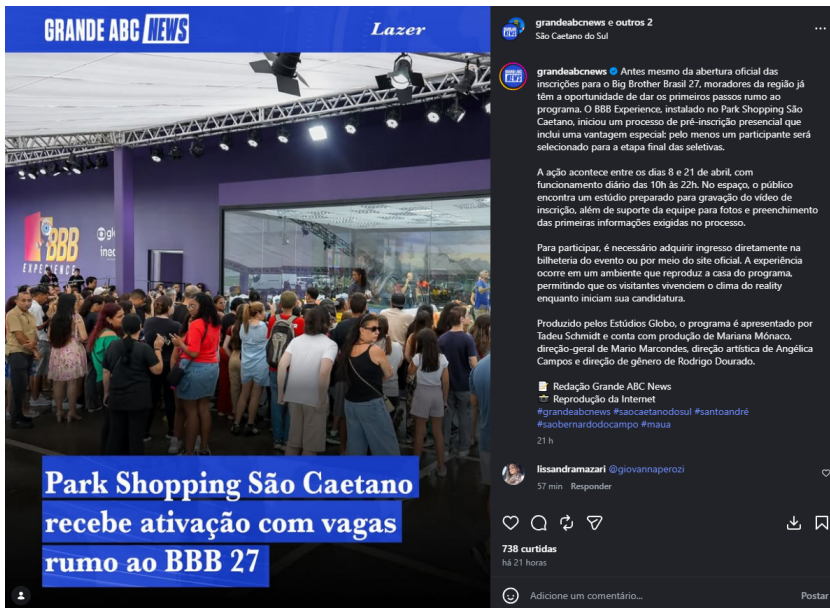 GRANDE ABC NEWS
Lazer
BBB
EXPERIENCE
Park Shopping São Caetano
recebe ativação com vagas
rumo ao BBB 27
grandeabcnews e outros 2
São Caetano do Sul
grandeabcnews Antes mesmo da abertura oficial das
inscrições para o Big Brother Brasil 27, moradores da região já
têm a oportunidade de dar os primeiros passos rumo ao
programa. O BBB Experience, instalado no Park Shopping São
Caetano, iniciou um processo de pré-inscrição presencial que
inclui uma vantagem especial: pelo menos um participante será
selecionado para a etapa final das seletivas.
A ação acontece entre os dias 8 e 21 de abril, com
funcionamento diário das 10h às 22h. No espaço, o público
encontra um estúdio preparado para gravação do vídeo de
inscrição, além de suporte da equipe para fotos e preenchimento
das primeiras informações exigidas no processo.
Para participar, é necessário adquirir ingresso diretamente na
bilheteria do evento ou por meio do site oficial. A experiência
ocorre em um ambiente que reproduz a casa do programa,
permitindo que os visitantes vivenciem o clima do reality
enquanto iniciam sua candidatura.
Produzido pelos Estúdios Globo, o programa é apresentado por
Tadeu Schmidt e conta com produção de Mariana Mónaco,
direção-geral de Mario Marcondes, direção artística de Angélica
Campos e direção de gênero de Rodrigo Dourado.
Redação Grande ABC News
Reprodução da Internet
#grandeabcnews #saocaetanodosul #santoandré
#saobernardodocampo #maua
21 h
lissandramazari @giovannaperozi
57 min Responder
738 curtidas
há 21 horas
Adicione um comentário...
Postar